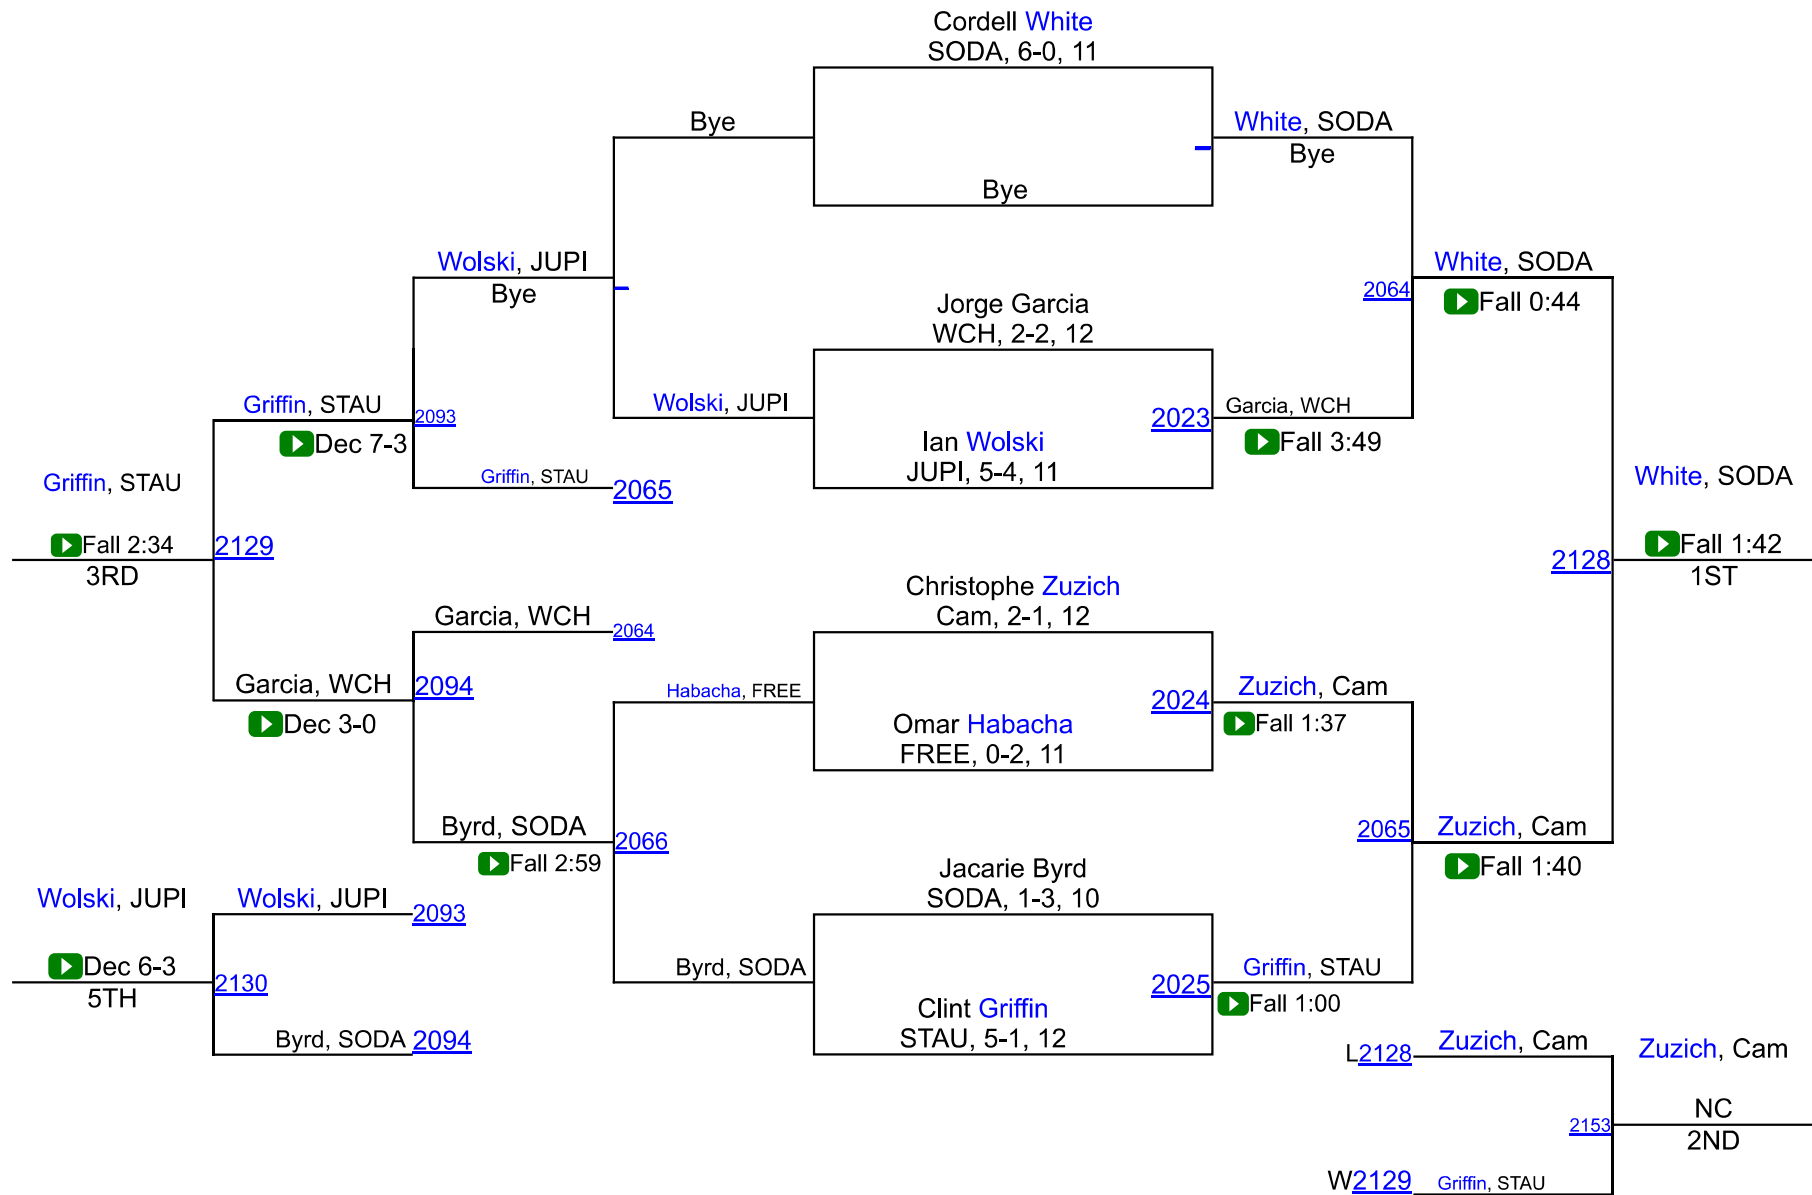 Cordell White
SODA, 6-0, 11
Bye
White, SODA
Bye
Bye
Wolski, JUPI
Bye
White, SODA
2064
Fall 0:44
Jorge Garcia
WCH, 2-2, 12
Griffin, STAU
2093
Dec 7-3
Wolski, JUPI
2023
Garcia, WCH
Fall 3:49
Ian Wolski
JUPI, 5-4, 11
Griffin, STAU
Griffin, STAU
2065
White, SODA
Fall 2:34
2129
3RD
2128
Fall 1:42
1ST
Christophe Zuzich
Cam, 2-1, 12
Garcia, WCH
2064
Garcia, WCH
2094
Dec 3-0
Habacha, FREE
2024
Zuzich, Cam
Fall 1:37
Omar Habacha
FREE, 0-2, 11
Byrd, SODA
2066
Fall 2:59
2065
Zuzich, Cam
Fall 1:40
Jacarie Byrd
SODA, 1-3, 10
Wolski, JUPI
Wolski, JUPI
2093
Dec 6-3
2130
5TH
Byrd, SODA
2025
Griffin, STAU
Fall 1:00
Clint Griffin
STAU, 5-1, 12
Byrd, SODA
2094
L2128
Zuzich, Cam
Zuzich, Cam
2153
NC
2ND
W2129
Griffin, STAU